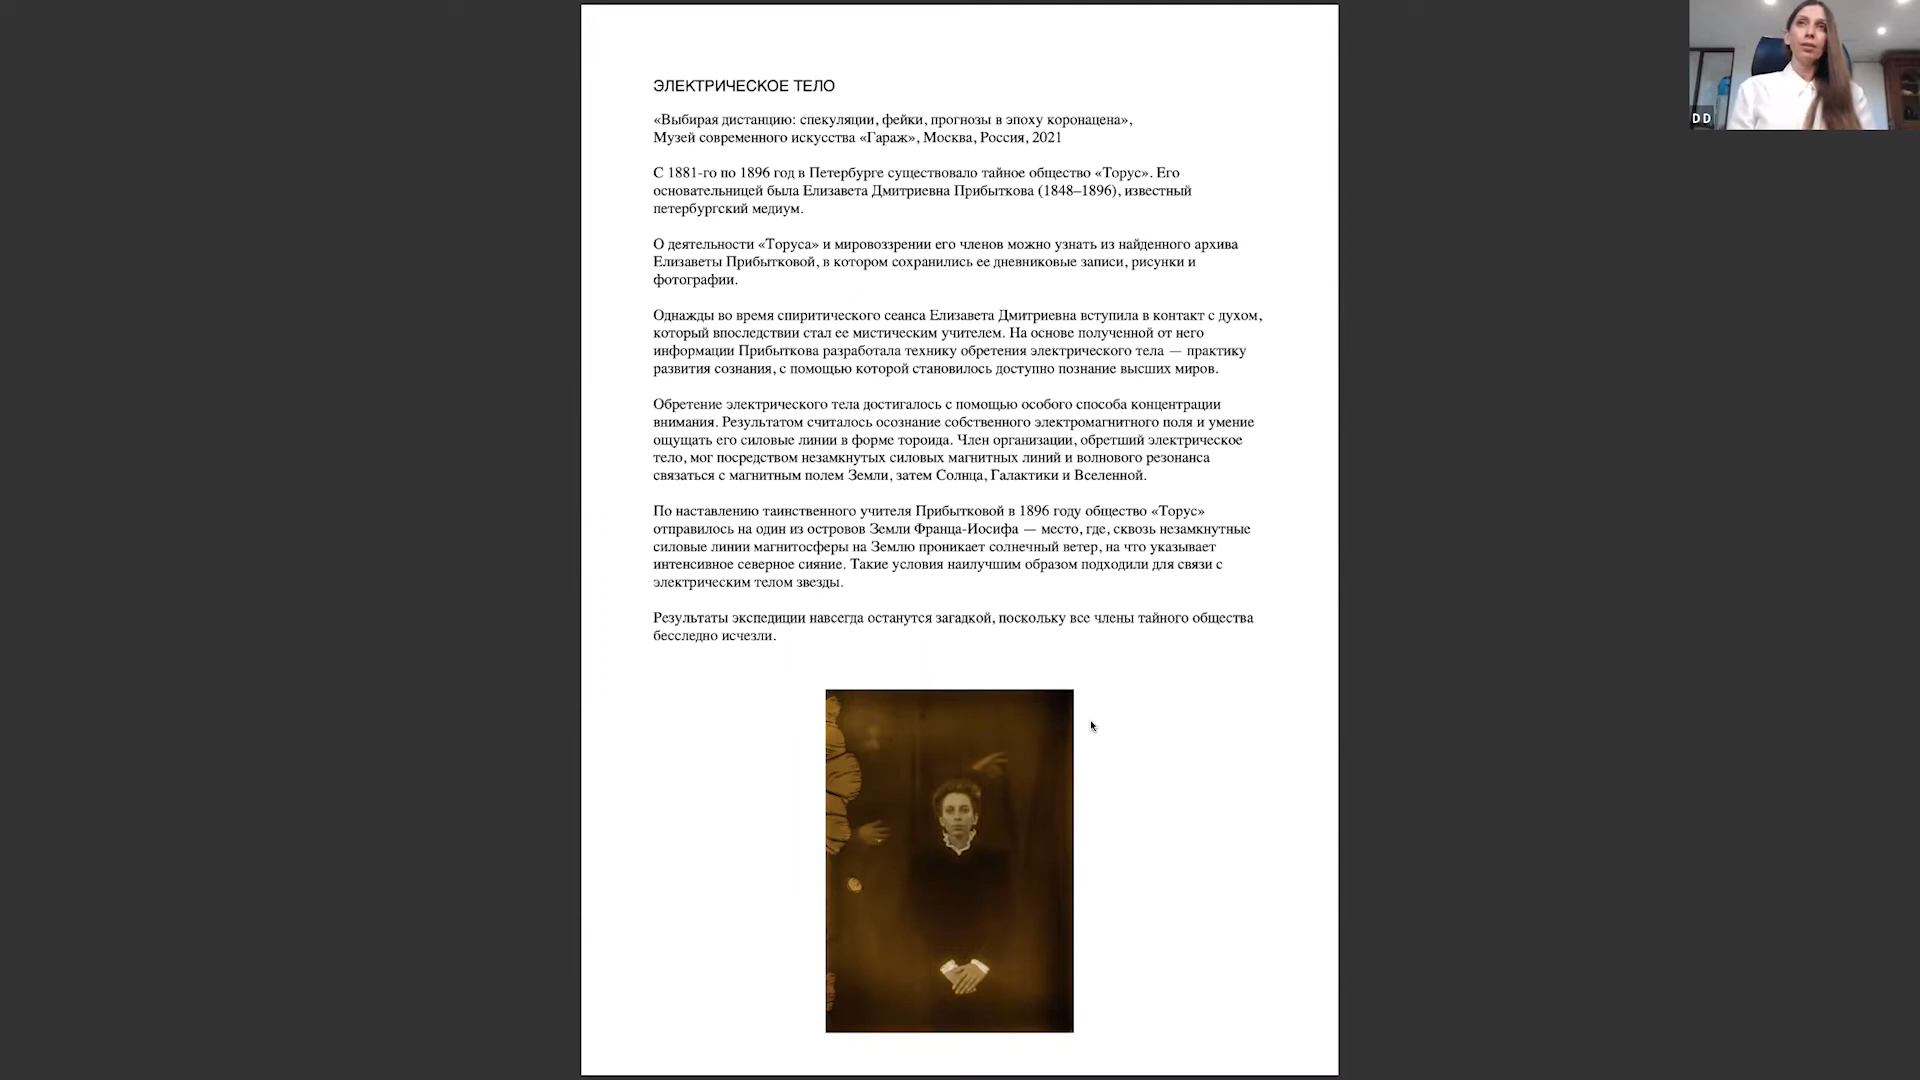 ЭЛЕКТРИЧЕСКОЕ ТЕЛО
«Выбирая дистанцию: спекуляции, фейки, прогнозы в эпоху коронацена»,
Музей современного искусства «Гараж», Москва, Россия, 2021
С 1881-го по 1896 год в Петербурге существовало тайное общество «Торус». Его
основательницей была Елизавета Дмитриевна Прибыткова (1848–1896), известный
петербургский медиум.
О деятельности «Торуса» и мировоззрении его членов можно узнать из найденного архива
Елизаветы Прибытковой, в котором сохранились ее дневниковые записи, рисунки и
фотографии.
Однажды во время спиритического сеанса Елизавета Дмитриевна вступила в контакт с духом,
который впоследствии стал ее мистическим учителем. На основе полученной от него
информации Прибыткова разработала технику обретения электрического тела — практику
развития сознания, с помощью которой становилось доступно познание высших миров.
Обретение электрического тела достигалось с помощью особого способа концентрации
внимания. Результатом считалось осознание собственного электромагнитного поля и умение
ощущать его силовые линии в форме тороида. Член организации, обретший электрическое
тело, мог посредством незамкнутых силовых магнитных линий и волнового резонанса
связаться с магнитным полем Земли, затем Солнца, Галактики и Вселенной.
По наставлению таинственного учителя Прибытковой в 1896 году общество «Торус»
отправилось на один из островов Земли Франца-Иосифа — место, где, сквозь незамкнутные
силовые линии магнитосферы на Землю проникает солнечный ветер, на что указывает
интенсивное северное сияние. Такие условия наилучшим образом подходили для связи с
электрическим телом звезды.
Результаты экспедиции навсегда останутся загадкой, поскольку все члены тайного общества
бесследно исчезли.
D D